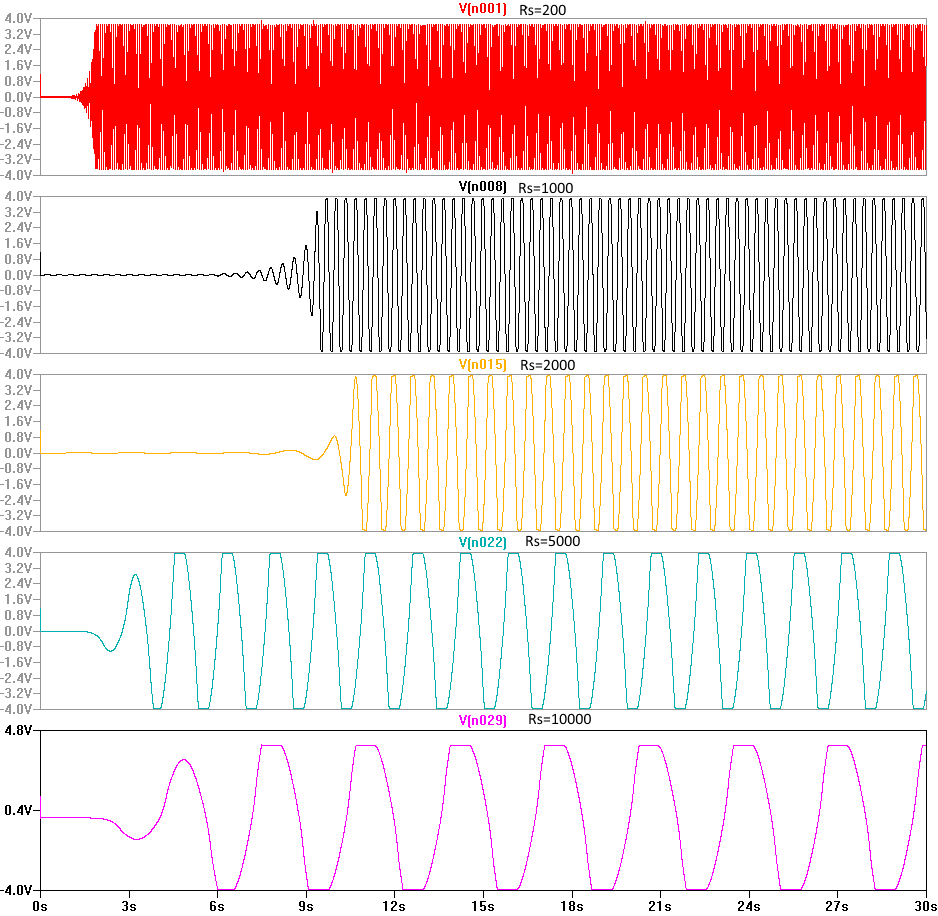 V(n001) Rs=200
4.0V
3.2V
2.4V
1.6V
0.8V
0.0V
-0.8V
-1.6V
-2.4V
-3.2V
-4.0V
V(n008) Rs=1000
4.0V
3.2V
2.4V
1.6V
0.8V
0.0V
-0.8V
-1.6V
-2.4V
-3.2V
-4.0V
V(n015) Rs=2000
4.0V
3.2V
2.4V
1.6V
0.8V
0.0V
-0.8V
-1.6V
-2.4V
-3.2V
-4.0V
V(n022) Rs=5000
4.0V
3.2V
2.4V
1.6V
0.8V
0.0V
-0.8V
-1.6V
-2.4V
-3.2V
-4.0V
V(n029) Rs=10000
4.8V
0.4V
-4.0V
0s 3s 6s 9s 12s 15s 18s 21s 24s 27s 30s